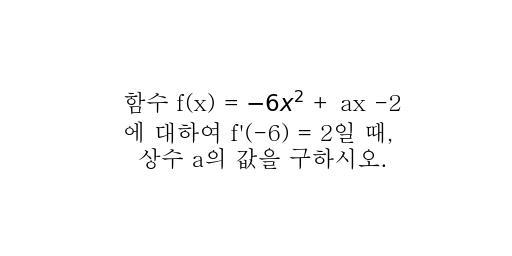 함수 f(x) = −6x² + ax −2
에 대하여 f'(−6) = 2일 때,
상수 a의 값을 구하시오.